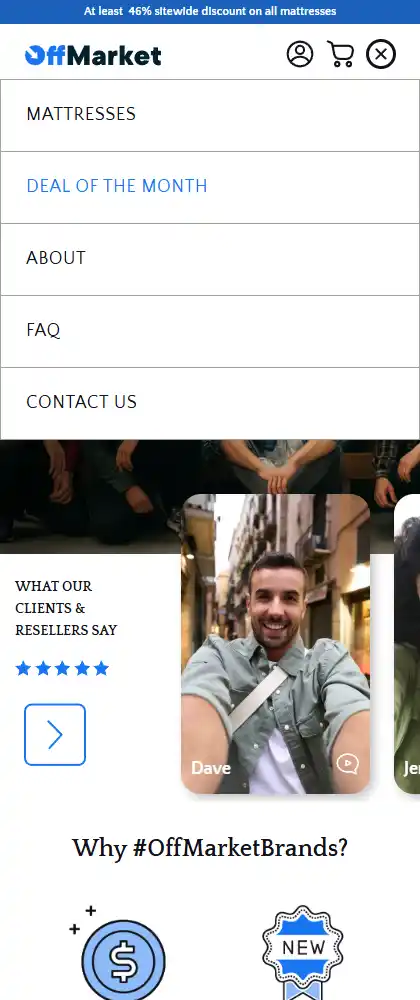 At least 46% sitewide discount on all mattresses
OffMarket
MATTRESSES
DEAL OF THE MONTH
ABOUT
FAQ
CONTACT US
WHAT OUR
CLIENTS &
RESELLERS SAY
Dave
Why #OffMarketBrands?
$
NEW